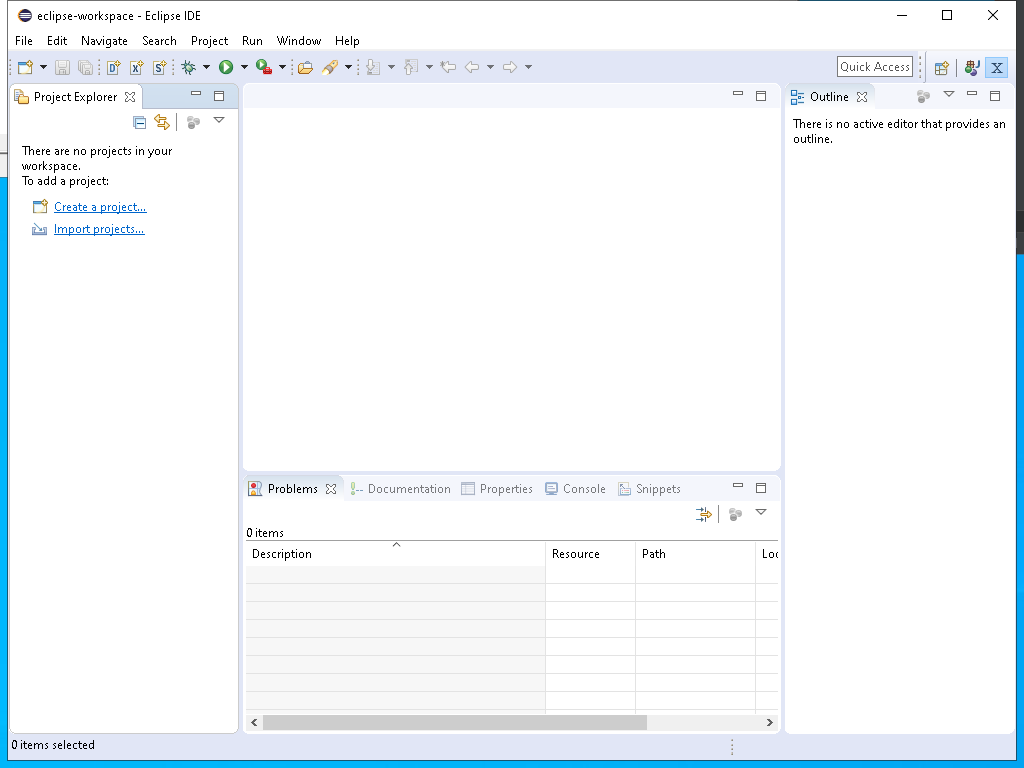 eclipse-workspace - Eclipse IDE
File Edit Navigate Search Project Run Window Help
Quick Access
Project Explorer
There are no projects in your
workspace.
To add a project:
Create a project...
Import projects...
Outline
There is no active editor that provides an
outline.
Problems Documentation Properties Console Snippets
0 items
Description Resource Path Loc
0 items selected